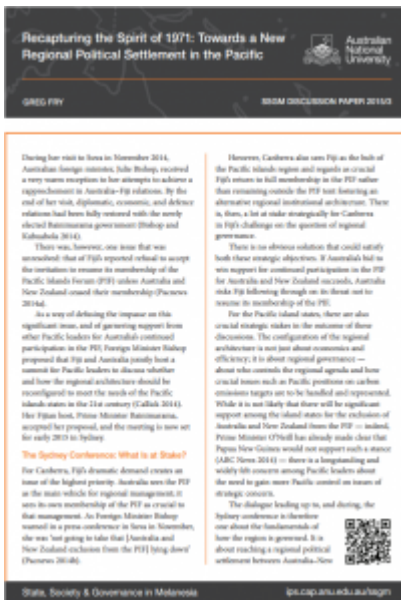 Recapturing the Spirit of 1971: Towards a New
Regional Political Settlement in the Pacific
Australian
National
University
GREG FRY
SSGM DISCUSSION PAPER 2015/3
During her visit to Suva in November 2014,
Australian foreign minister, Julie Bishop, received
a very warm reception in her attempts to achieve a
rapprochement in Australia–Fiji relations. By the
end of her visit, diplomatic, economic, and defence
relations had been fully restored with the newly
elected Bainimarama government (Bishop and
Kubuabola 2014).
There was, however, one issue that was
unresolved: that of Fiji's reported refusal to accept
the invitation to resume its membership of the
Pacific Islands Forum (PIF) unless Australia and
New Zealand ceased their membership (Pacnews
2014a).
As a way of defusing the impasse on this
significant issue, and of garnering support from
other Pacific leaders for Australia's continued
participation in the PIF, Foreign Minister Bishop
proposed that Fiji and Australia jointly host a
summit for Pacific leaders to discuss whether
and how the regional architecture should be
reconfigured to meet the needs of the Pacific
islands states in the 21st century (Callick 2014).
Her Fijian host, Prime Minister Bainimarama,
accepted her proposal, and the meeting is now set
for early 2015 in Sydney.
The Sydney Conference: What is at Stake?
For Canberra, Fiji's dramatic demand creates an
issue of the highest priority. Australia sees the PIF
as the main vehicle for regional management; it
sees its own membership of the PIF as crucial to
that management. As Foreign Minister Bishop
warned in a press conference in Suva in November,
she was 'not going to take that [Australia and
New Zealand exclusion from the PIF] lying down'
(Pacnews 2014b).
However, Canberra also sees Fiji as the hub of
the Pacific islands region and regards as crucial
Fiji's return to full membership in the PIF rather
than remaining outside the PIF tent fostering an
alternative regional institutional architecture. There
is, then, a lot at stake strategically for Canberra
in Fiji's challenge on the question of regional
governance.
There is no obvious solution that could satisfy
both these strategic objectives. If Australia's bid to
win support for continued participation in the PIF
for Australia and New Zealand succeeds, Australia
risks Fiji following through on its threat not to
resume its membership of the PIF.
For the Pacific island states, there are also
crucial strategic stakes in the outcome of these
discussions. The configuration of the regional
architecture is not just about economics and
efficiency; it is about regional governance —
about who controls the regional agenda and how
crucial issues such as Pacific positions on carbon
emissions targets are to be handled and represented.
While it is not likely that there will be significant
support among the island states for the exclusion of
Australia and New Zealand from the PIF — indeed,
Prime Minister O'Neill has already made clear that
Papua New Guinea would not support such a stance
(ABC News 2014) — there is a longstanding and
widely felt concern among Pacific leaders about
the need to gain more Pacific control on issues of
strategic concern.
The dialogue leading up to, and during, the
Sydney conference is therefore
one about the fundamentals of
how the region is governed. It is
about reaching a regional political
settlement between Australia–New
State, Society & Governance in Melanesia
ips.cap.anu.edu.au/ssgm